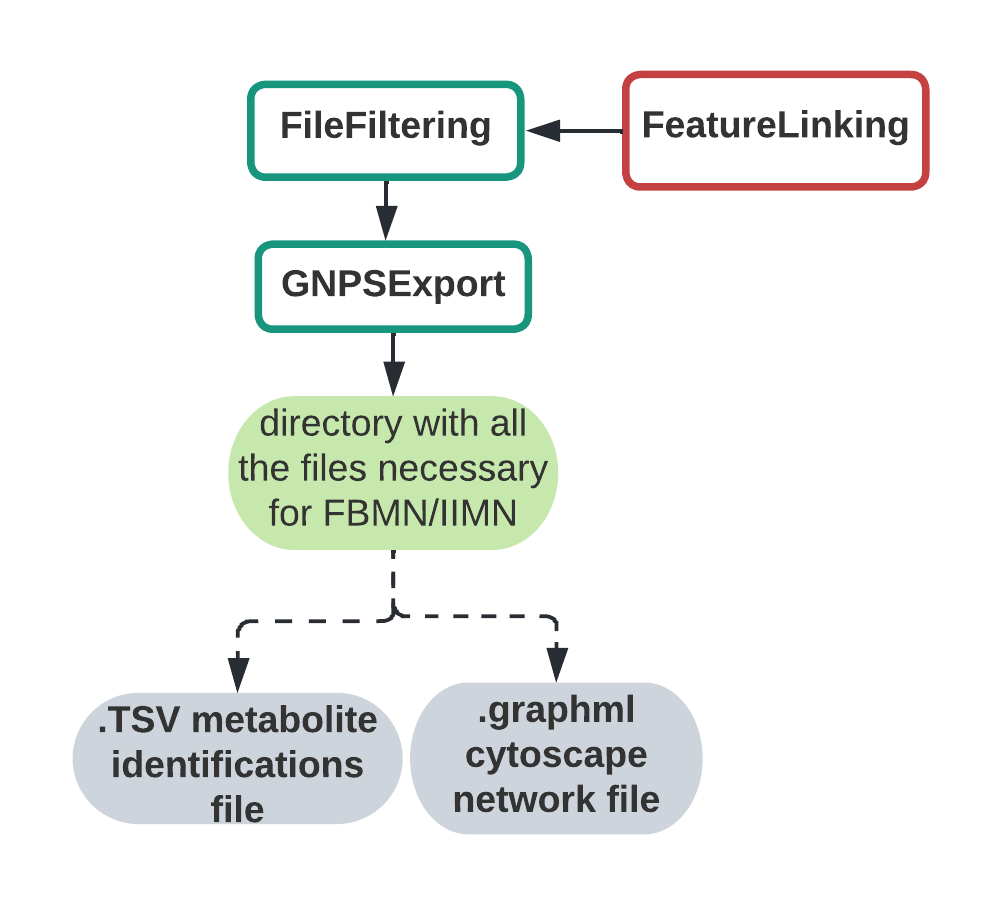 FileFiltering
FeatureLinking
GNPSExport
directory with all
the files necessary
for FBMN/IIMN
.TSV metabolite
identifications
file
.graphml
cytoscape
network file